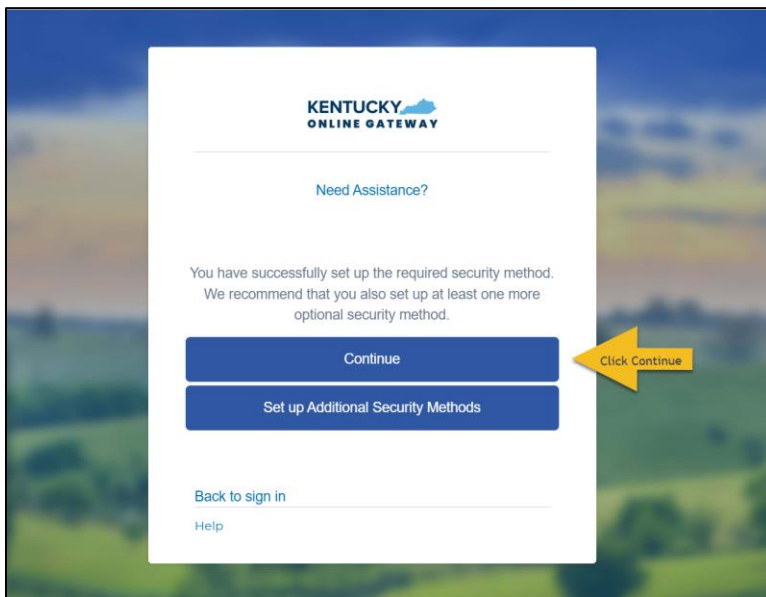 KENTUCKY
ONLINE GATEWAY
Need Assistance?
You have successfully set up the required security method.
We recommend that you also set up at least one more
optional security method.
Continue
Click Continue
Set up Additional Security Methods
Back to sign in
Help